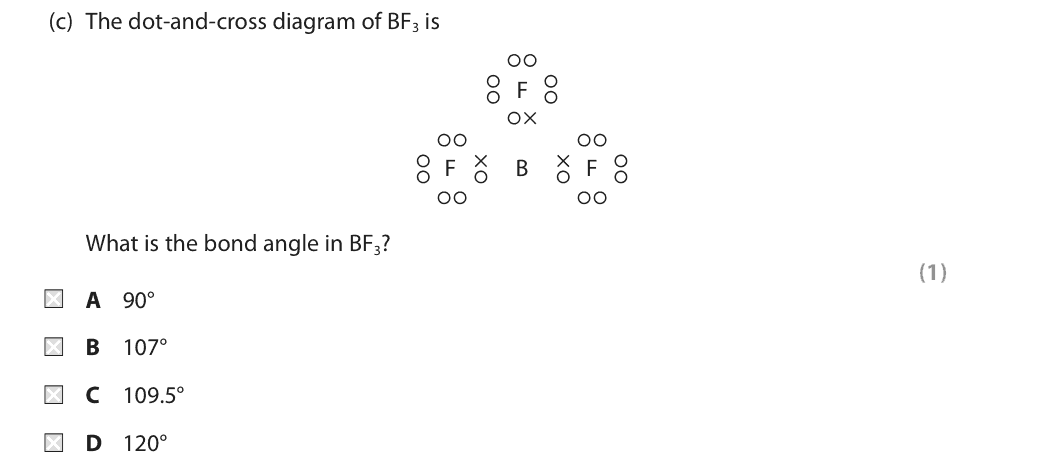 (c) The dot-and-cross diagram of BF₃ is
F
F B F
What is the bond angle in BF₃?
(1)
A 90°
B 107°
C 109.5°
D 120°